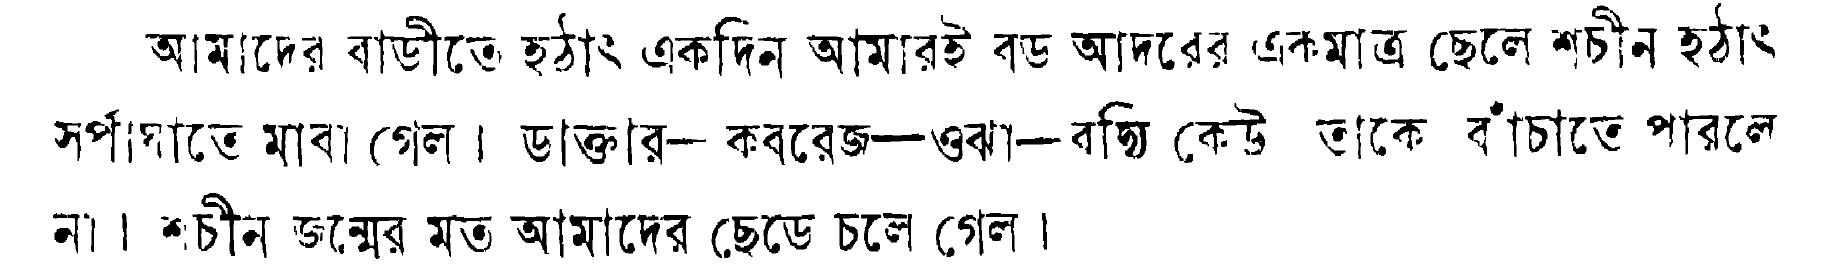 আমাদের বাড়ীতে হঠাৎ একদিন আমারই বড় আদরের একমাত্র ছেলে শচীন হঠাৎ
সর্পাঘাতে মারা গেল। ডাক্তার—কবরেজ—ওঝা—বদ্যি কেউ তাকে বাঁচাতে পারলে
না। শচীন জন্মের মত আমাদের ছেড়ে চলে গেল।